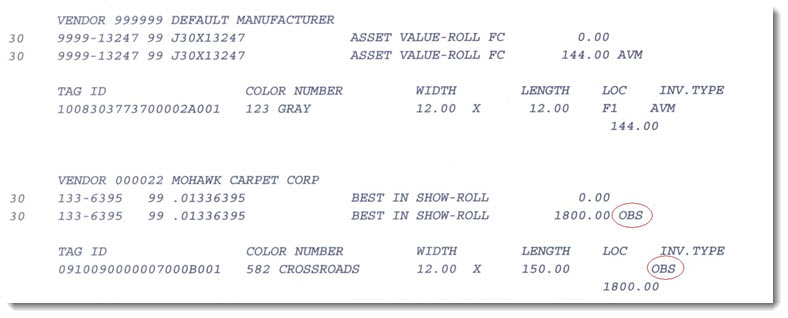 VENDOR 999999 DEFAULT MANUFACTURER
30 9999-13247 99 J30X13247 ASSET VALUE-ROLL FC 0.00
30 9999-13247 99 J30X13247 ASSET VALUE-ROLL FC 144.00 AVM
TAG ID COLOR NUMBER WIDTH LENGTH LOC INV.TYPE
1008303773700002A001 123 GRAY 12.00 X 12.00 F1 AVM
144.00
VENDOR 000022 MOHAWK CARPET CORP
30 133-6395 99 .01336395 BEST IN SHOW-ROLL 0.00
30 133-6395 99 .01336395 BEST IN SHOW-ROLL 1800.00 OBS
TAG ID COLOR NUMBER WIDTH LENGTH LOC INV.TYPE
0910090000007000B001 582 CROSSROADS 12.00 X 150.00 OBS
1800.00